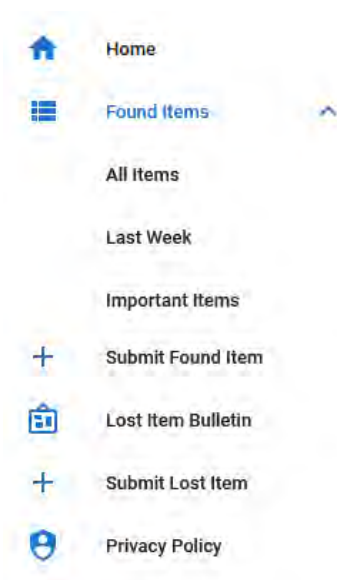 Home
Found Items
All Items
Last Week
Important Items
Submit Found Item
Lost Item Bulletin
Submit Lost Item
Privacy Policy